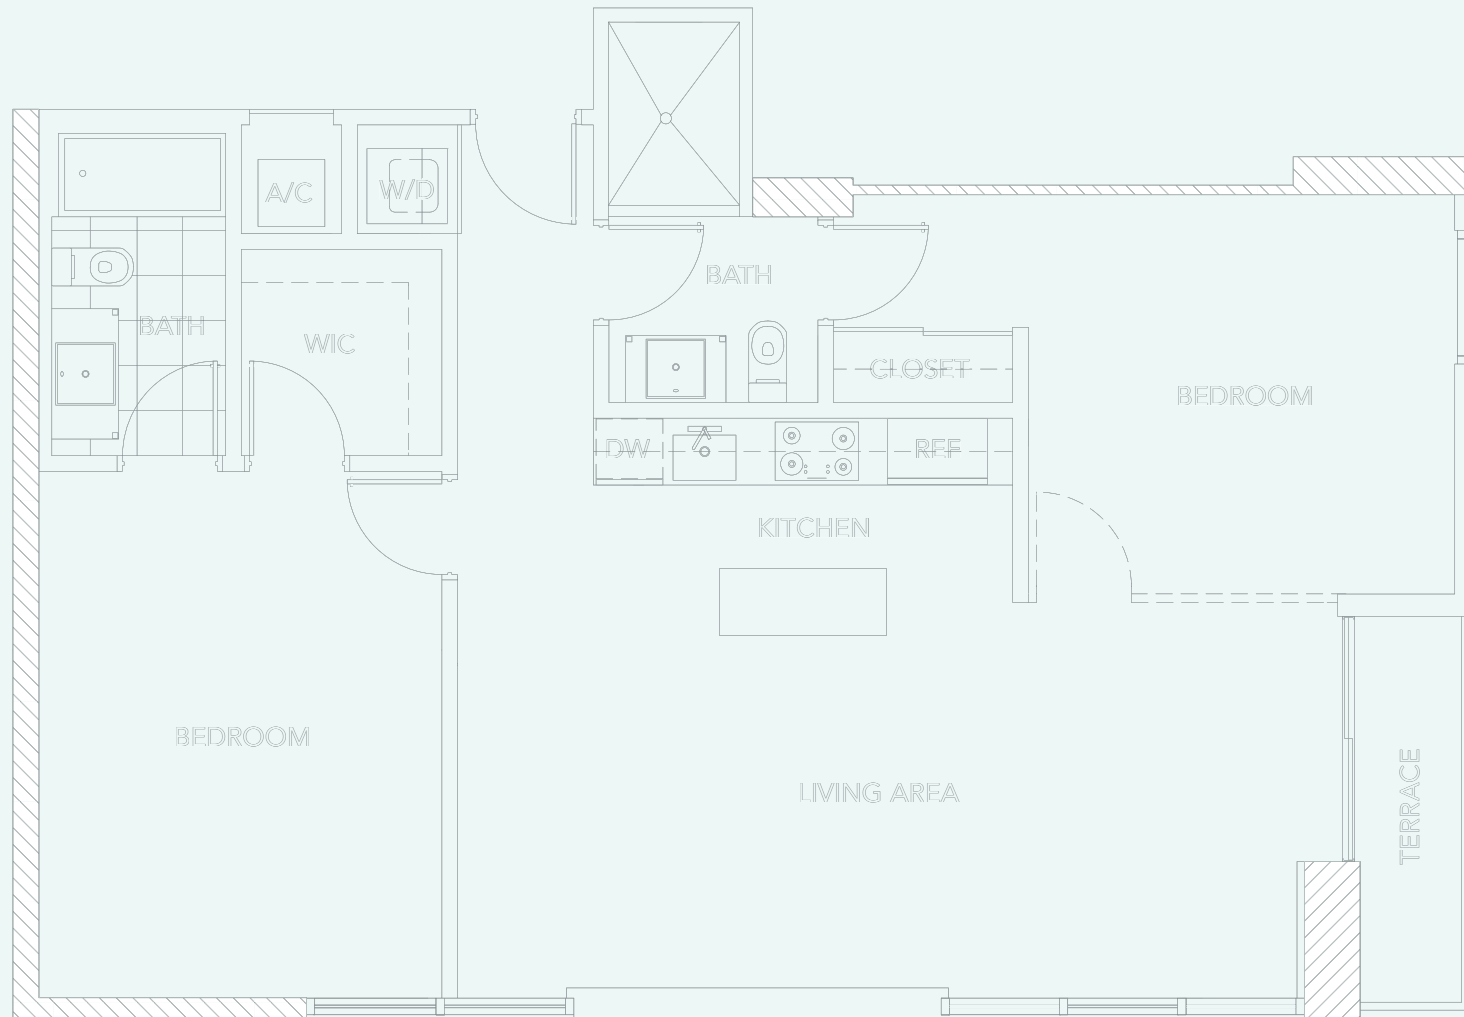 A/C
W/D
BATH
BATH
WIC
CLOSET
BEDROOM
DW
REF
KITCHEN
BEDROOM
LIVING AREA
TERRACE